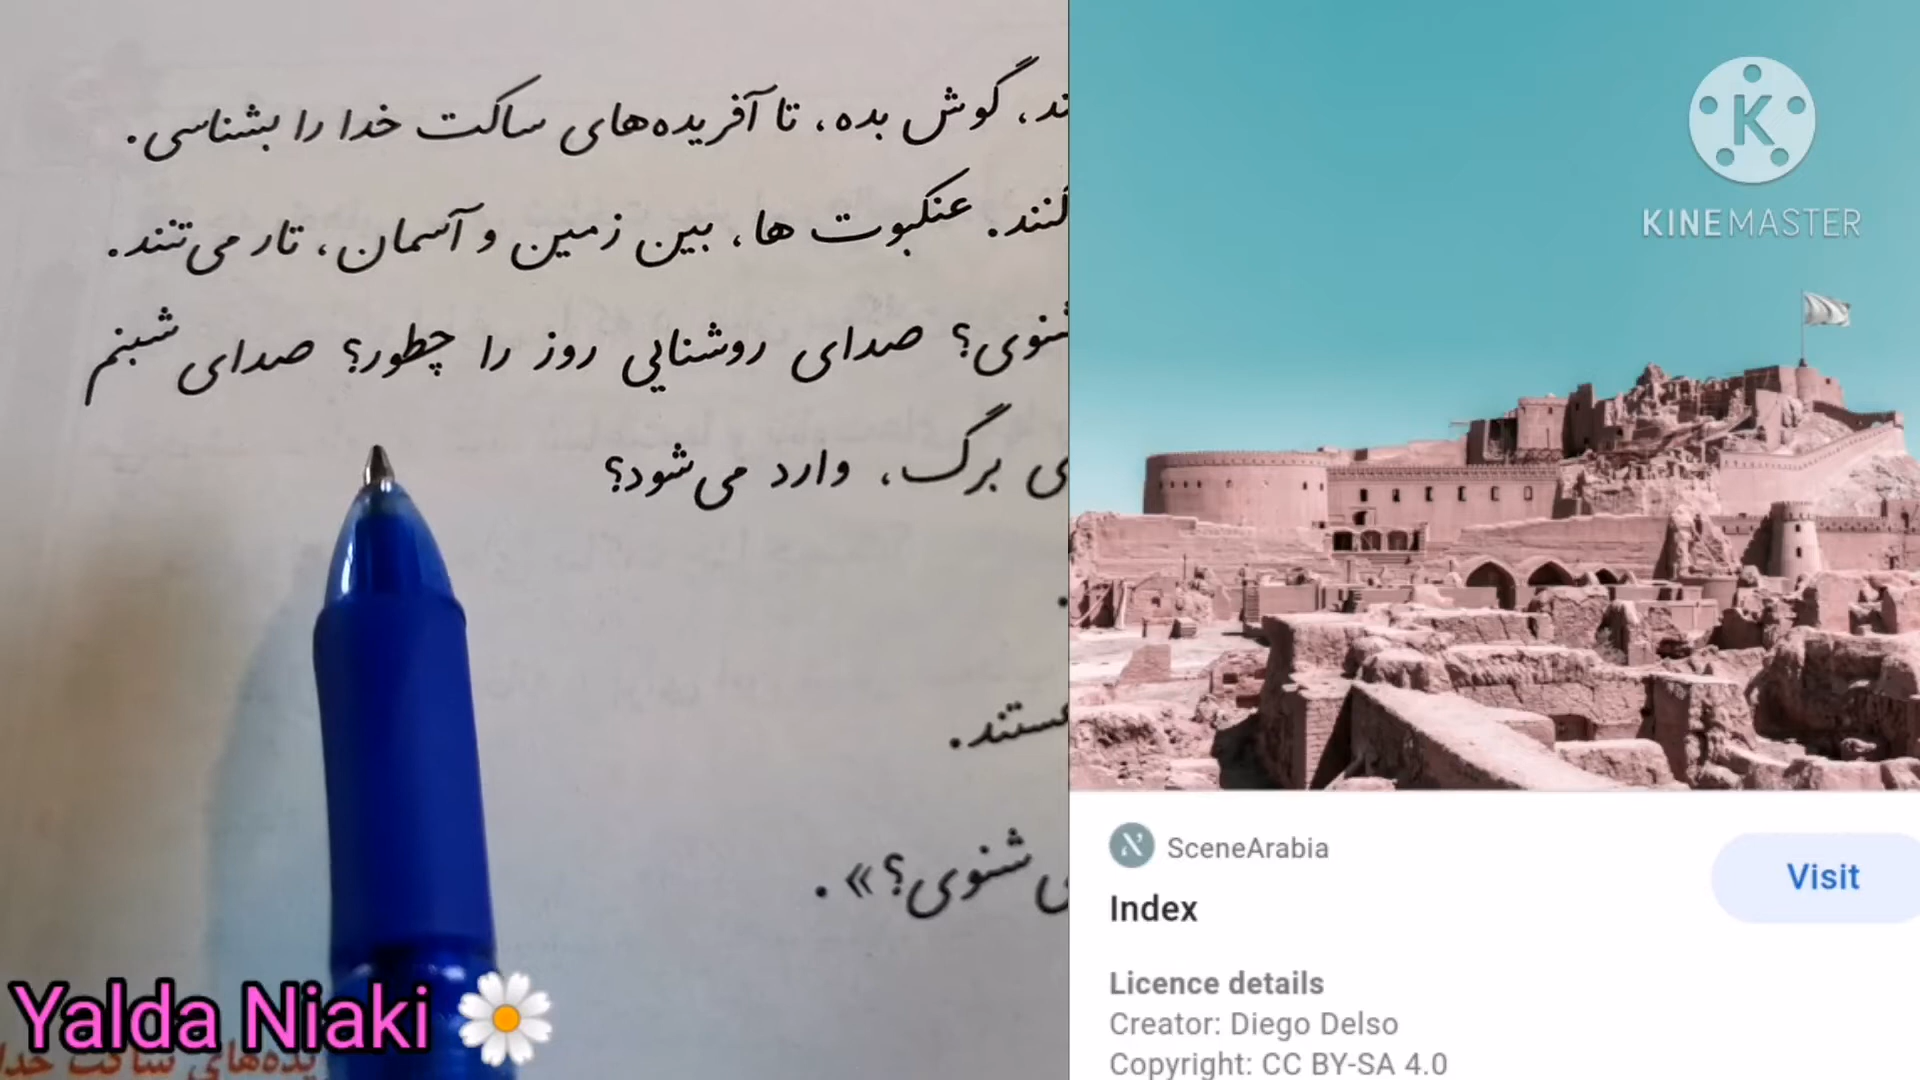 گوش بده، تا آفریده‌های ساکت خدا را بشناسی.
عنکبوت ها، بین زمین و آسمان، تار می‌تنند.
صدای روشنایی روز را چطور؟ صدای شبنم
برگ، وارد می‌شود؟
شنوی؟».
ساکت
Yalda Niaki
KINEMASTER
SceneArabia
Visit
Index
Licence details
Creator: Diego Delso
Copyright: CC BY-SA 4.0